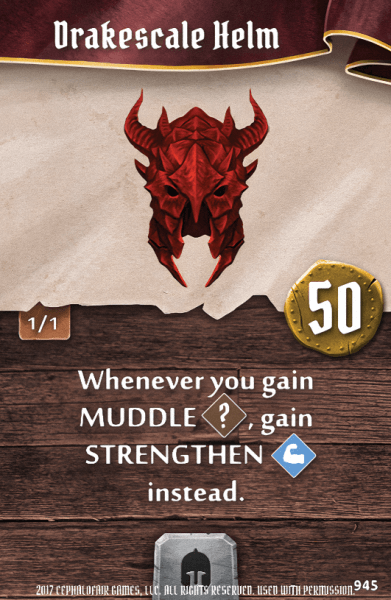 Drakescale Helm
1/1
50
Whenever you gain
MUDDLE ?, gain
STRENGTHEN
instead.
2017 CEPHALOFAIR GAMES, LLC. ALL RIGHTS RESERVED. USED WITH PERMISSION.
945